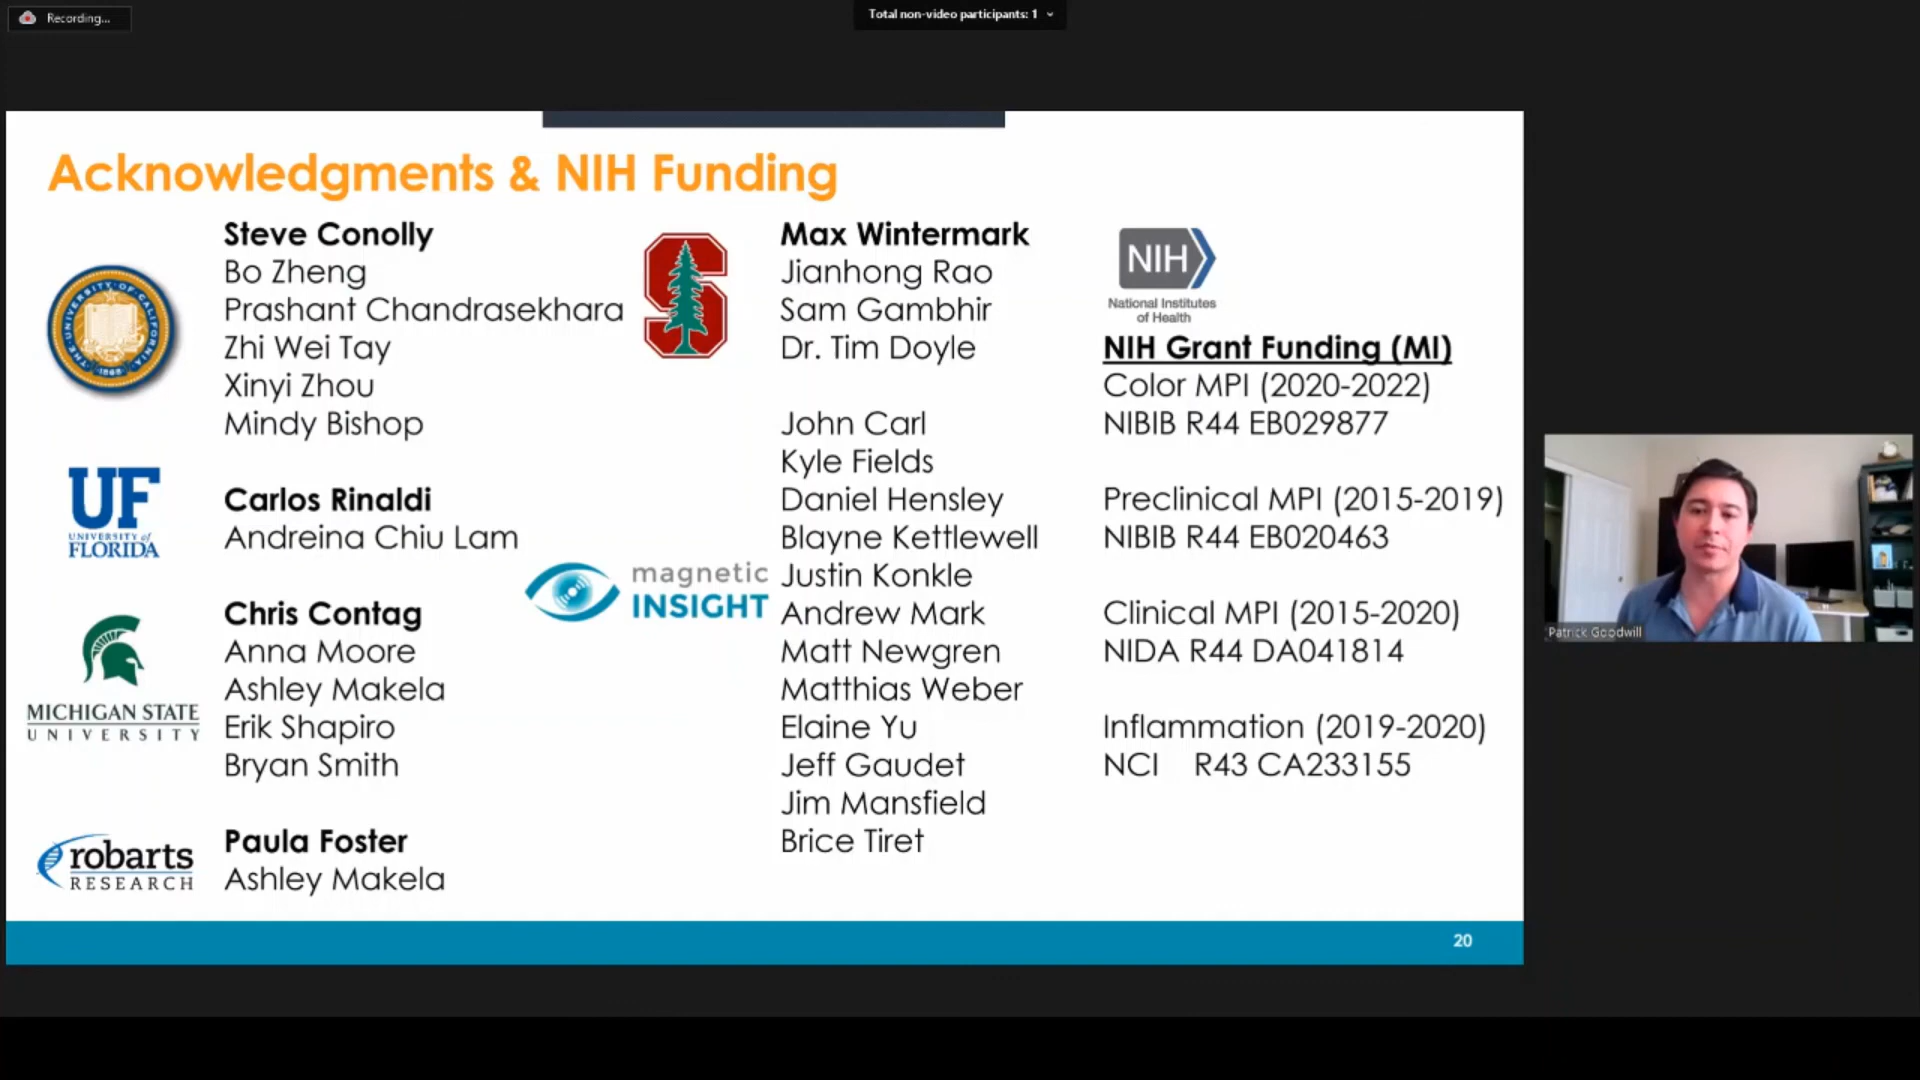 Recording...
Total non-video participants: 1
Acknowledgments & NIH Funding
THE UNIVERSITY OF CALIFORNIA
1868
Steve Conolly
Bo Zheng
Prashant Chandrasekhara
Zhi Wei Tay
Xinyi Zhou
Mindy Bishop
UF
UNIVERSITY of
FLORIDA
Carlos Rinaldi
Andreina Chiu Lam
MICHIGAN STATE
UNIVERSITY
Chris Contag
Anna Moore
Ashley Makela
Erik Shapiro
Bryan Smith
robarts
RESEARCH
Paula Foster
Ashley Makela
S
Max Wintermark
Jianhong Rao
Sam Gambhir
Dr. Tim Doyle
magnetic
INSIGHT
John Carl
Kyle Fields
Daniel Hensley
Blayne Kettlewell
Justin Konkle
Andrew Mark
Matt Newgren
Matthias Weber
Elaine Yu
Jeff Gaudet
Jim Mansfield
Brice Tiret
NIH
National Institutes
of Health
NIH Grant Funding (MI)
Color MPI (2020-2022)
NIBIB R44 EB029877
Preclinical MPI (2015-2019)
NIBIB R44 EB020463
Clinical MPI (2015-2020)
NIDA R44 DA041814
Inflammation (2019-2020)
NCI R43 CA233155
20
Patrick Goodwill